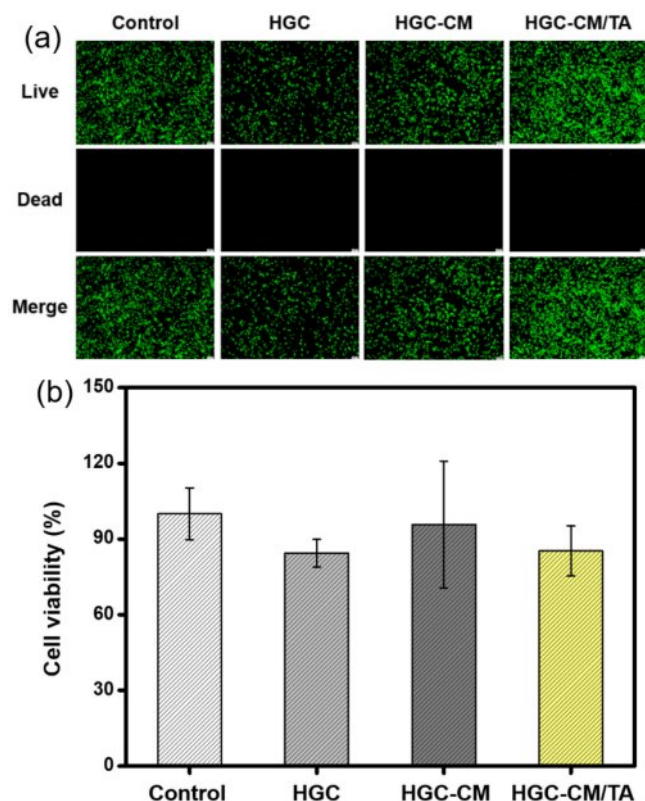 (a)
Control HGC HGC-CM HGC-CM/TA
Live
Dead
Merge
(b)
150
120
90
60
30
0
Cell viability (%)
Control HGC HGC-CM HGC-CM/TA